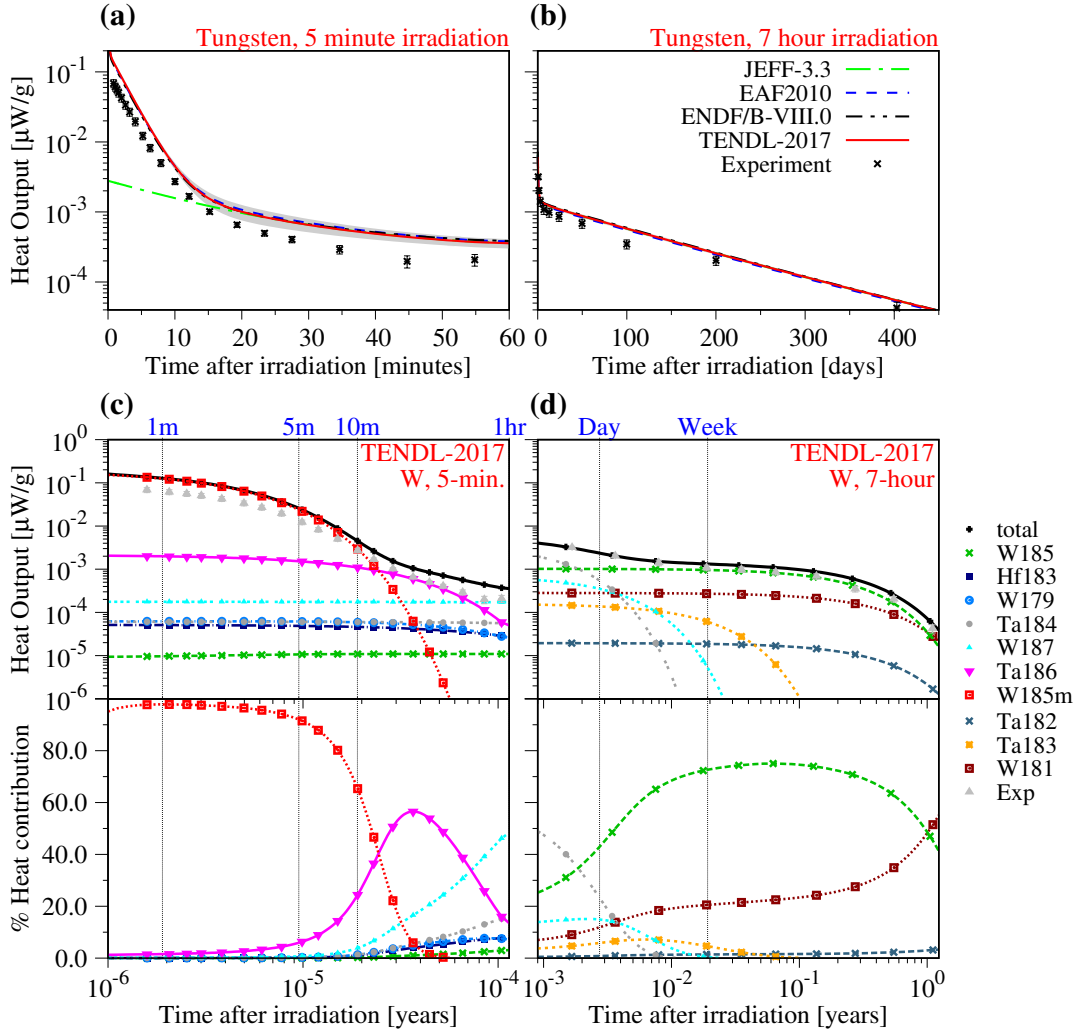 (a)
(b)
Tungsten, 5 minute irradiation
Tungsten, 7 hour irradiation
Heat Output [μW/g]
10⁻¹
10⁻²
10⁻³
10⁻⁴
JEFF-3.3
EAF2010
ENDF/B-VIII.0
TENDL-2017
Experiment
0 10 20 30 40 50 60
0 100 200 300 400
Time after irradiation [minutes]
Time after irradiation [days]
(c)
(d)
1m 5m 10m 1hr
Day Week
TENDL-2017
W, 5-min.
TENDL-2017
W, 7-hour
Heat Output [μW/g]
10⁰
10⁻¹
10⁻²
10⁻³
10⁻⁴
10⁻⁵
10⁻⁶
% Heat contribution
80.0
60.0
40.0
20.0
0.0
10⁻⁶ 10⁻⁵ 10⁻⁴
10⁻³ 10⁻² 10⁻¹ 10⁰
Time after irradiation [years]
Time after irradiation [years]
total
W185
Hf183
W179
Ta184
W187
Ta186
W185m
Ta182
Ta183
W181
Exp